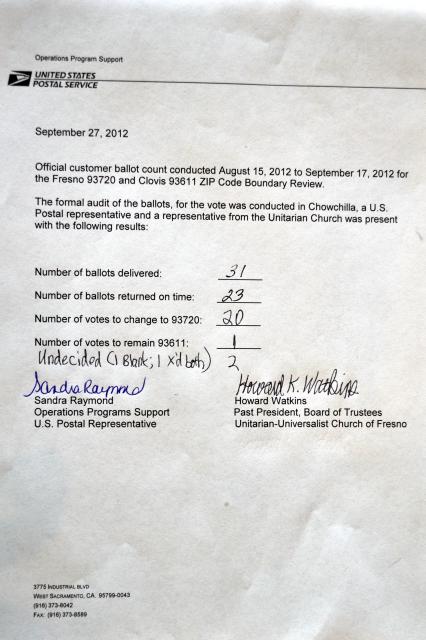 Operations Program Support
UNITED STATES
POSTAL SERVICE
September 27, 2012
Official customer ballot count conducted August 15, 2012 to September 17, 2012 for
the Fresno 93720 and Clovis 93611 ZIP Code Boundary Review.
The formal audit of the ballots, for the vote was conducted in Chowchilla, a U.S.
Postal representative and a representative from the Unitarian Church was present
with the following results:
Number of ballots delivered: 31
Number of ballots returned on time: 23
Number of votes to change to 93720: 20
Number of votes to remain 93611: 1
Undecided (1 Blank; 1 X'd both) 2
Sandra Raymond Howard K. Watkins
Sandra Raymond Howard Watkins
Operations Programs Support Past President, Board of Trustees
U.S. Postal Representative Unitarian-Universalist Church of Fresno
3775 INDUSTRIAL BLVD
WEST SACRAMENTO, CA. 95799-0043
(916) 373-8042
FAX: (916) 373-8589